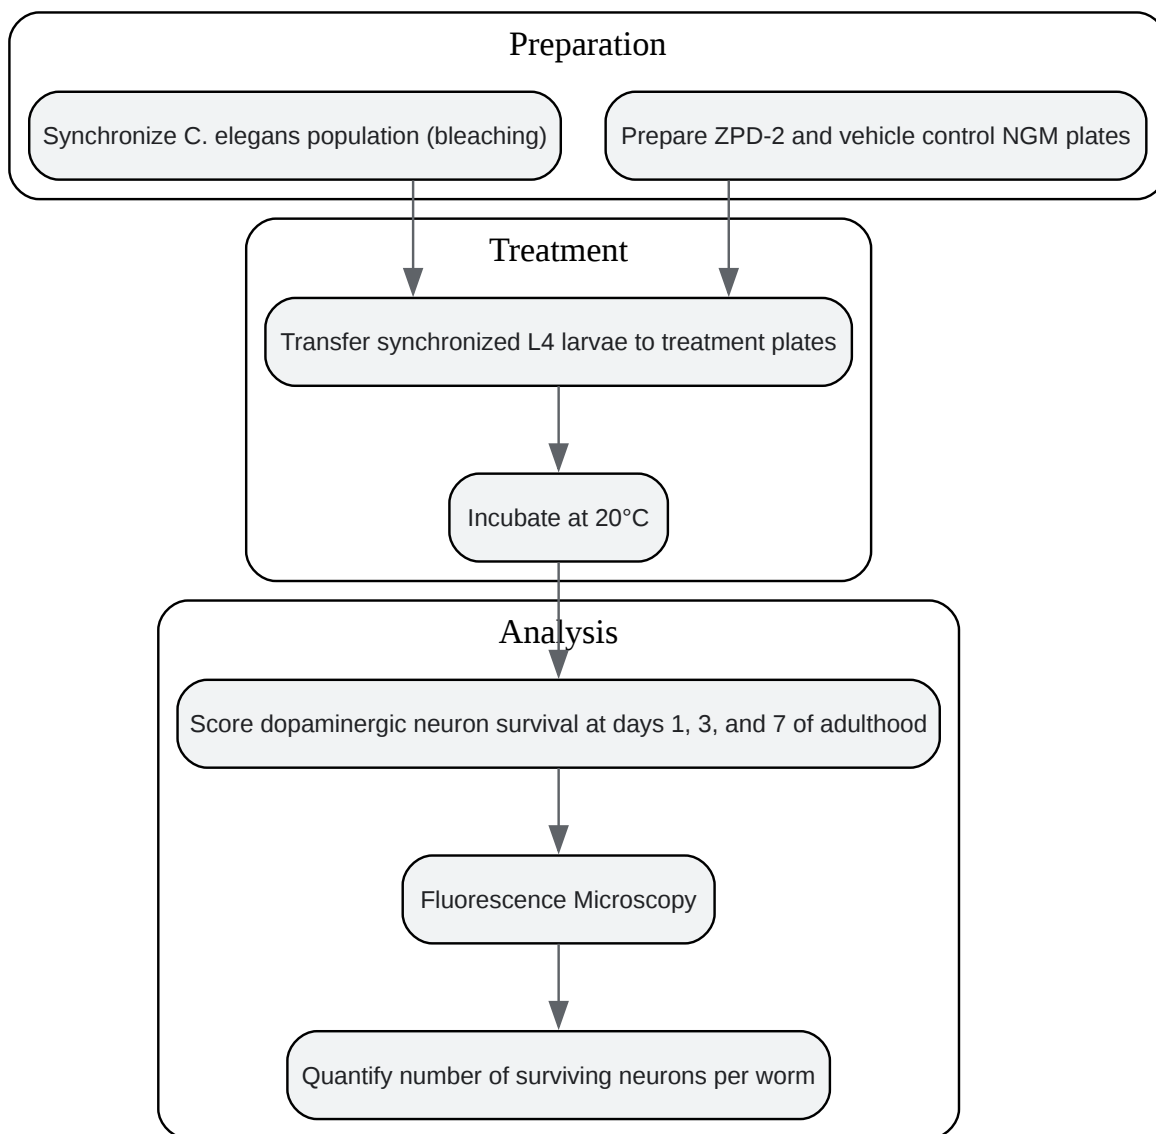 Preparation
Synchronize C. elegans population (bleaching)
Prepare ZPD-2 and vehicle control NGM plates
Treatment
Transfer synchronized L4 larvae to treatment plates
Incubate at 20°C
Analysis
Score dopaminergic neuron survival at days 1, 3, and 7 of adulthood
Fluorescence Microscopy
Quantify number of surviving neurons per worm